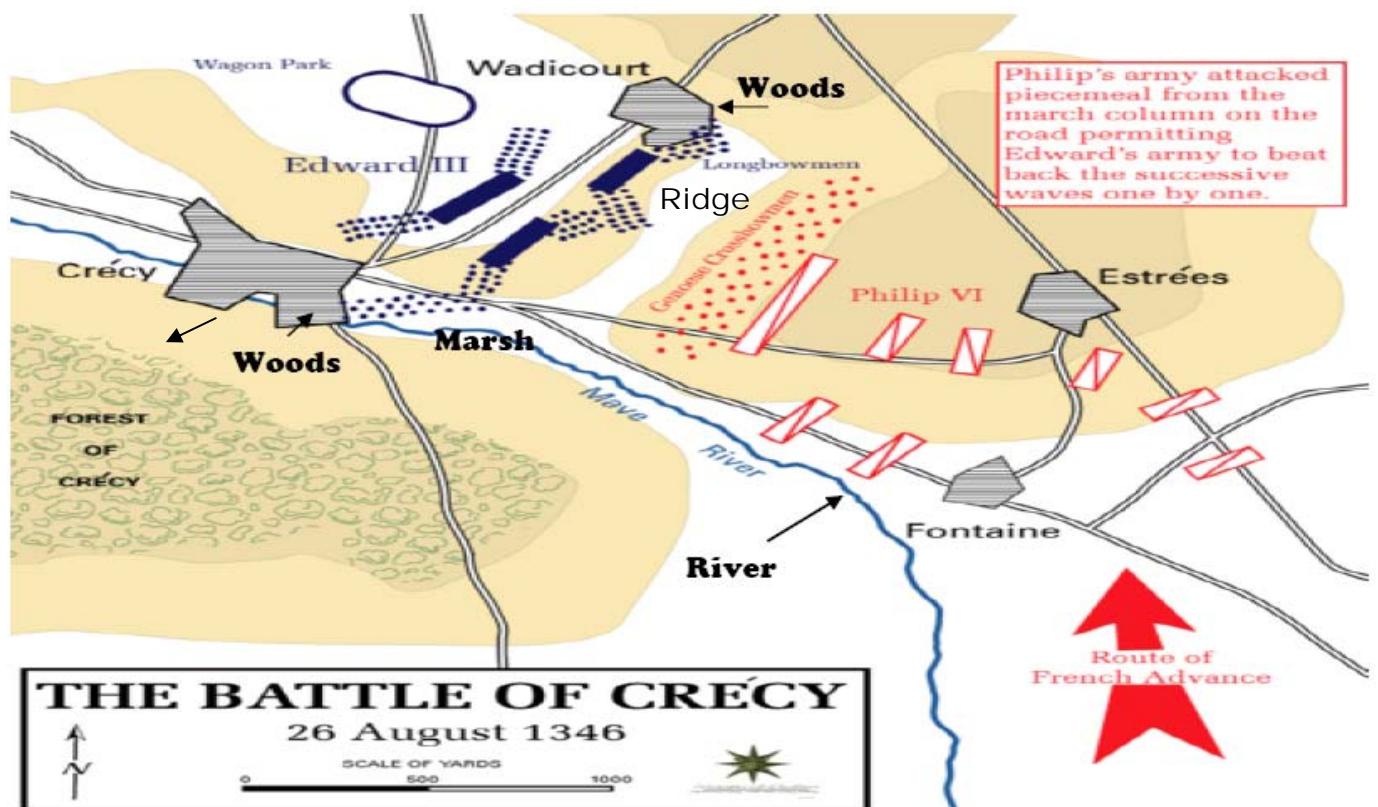 Wagon Park
Wadicourt
Woods
Philip's army attacked
piecemeal from the
march column on the
road permitting
Edward's army to beat
back the successive
waves one by one.
Edward III
Longbowmen
Ridge
Genoese Crossbowmen
Crécy
Estrées
Philip VI
Marsh
Woods
Mave River
FOREST
OF
CRÉCY
Fontaine
River
Route of
French Advance
THE BATTLE OF CRÉCY
26 August 1346
SCALE OF YARDS
0 500 1000
N